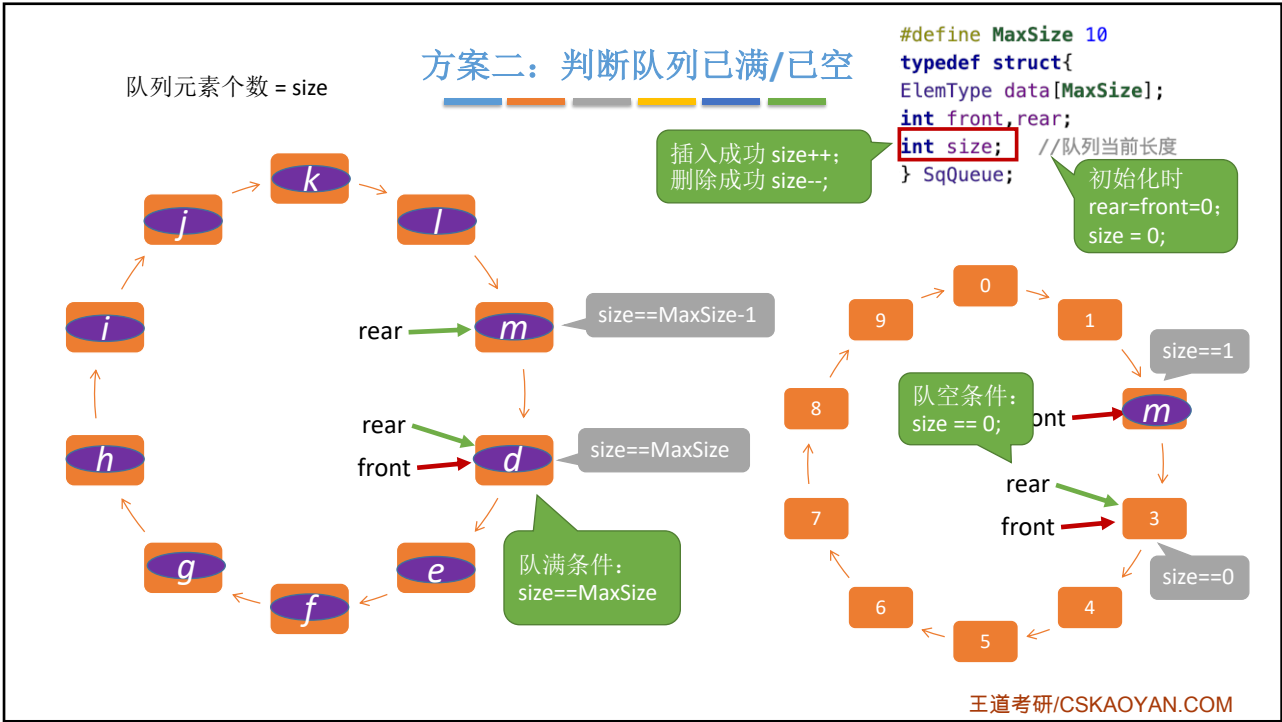 方案二：判断队列已满/已空
队列元素个数 = size
#define MaxSize 10
typedef struct{
ElemType data[MaxSize];
int front,rear;
int size; //队列当前长度
} SqQueue;
插入成功 size++；
删除成功 size--;
初始化时
rear=front=0；
size = 0;
k
j
l
i
m
rear
size==MaxSize-1
h
d
rear
front
size==MaxSize
g
e
f
队满条件：
size==MaxSize
0
9
1
size==1
8
m
队空条件：
size == 0;
ont
rear
front
7
3
size==0
6
4
5
王道考研/CSKAOYAN.COM